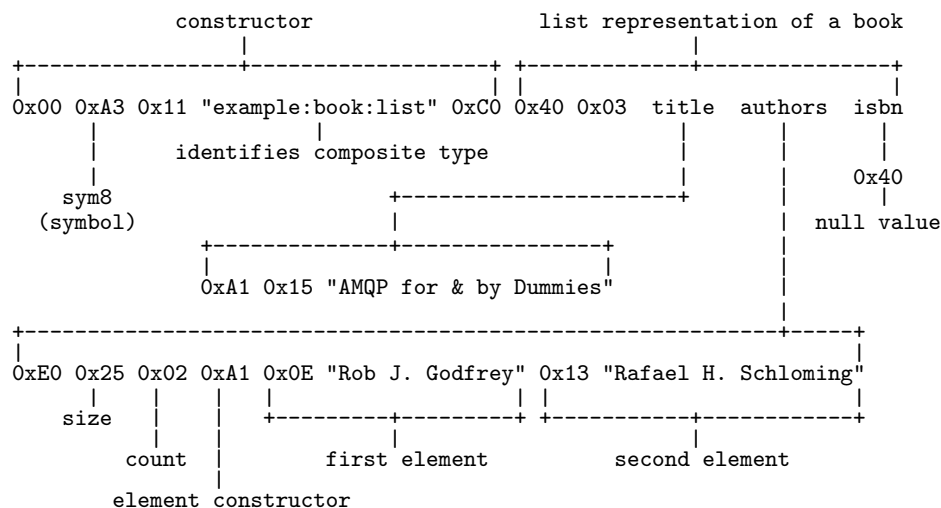 constructor list representation of a book
0x00 0xA3 0x11 "example:book:list" 0xC0 0x40 0x03 title authors isbn
identifies composite type
0x40
sym8
(symbol) null value
0xA1 0x15 "AMQP for & by Dummies"
0xE0 0x25 0x02 0xA1 0x0E "Rob J. Godfrey" 0x13 "Rafael H. Schloming"
size
count first element second element
element constructor